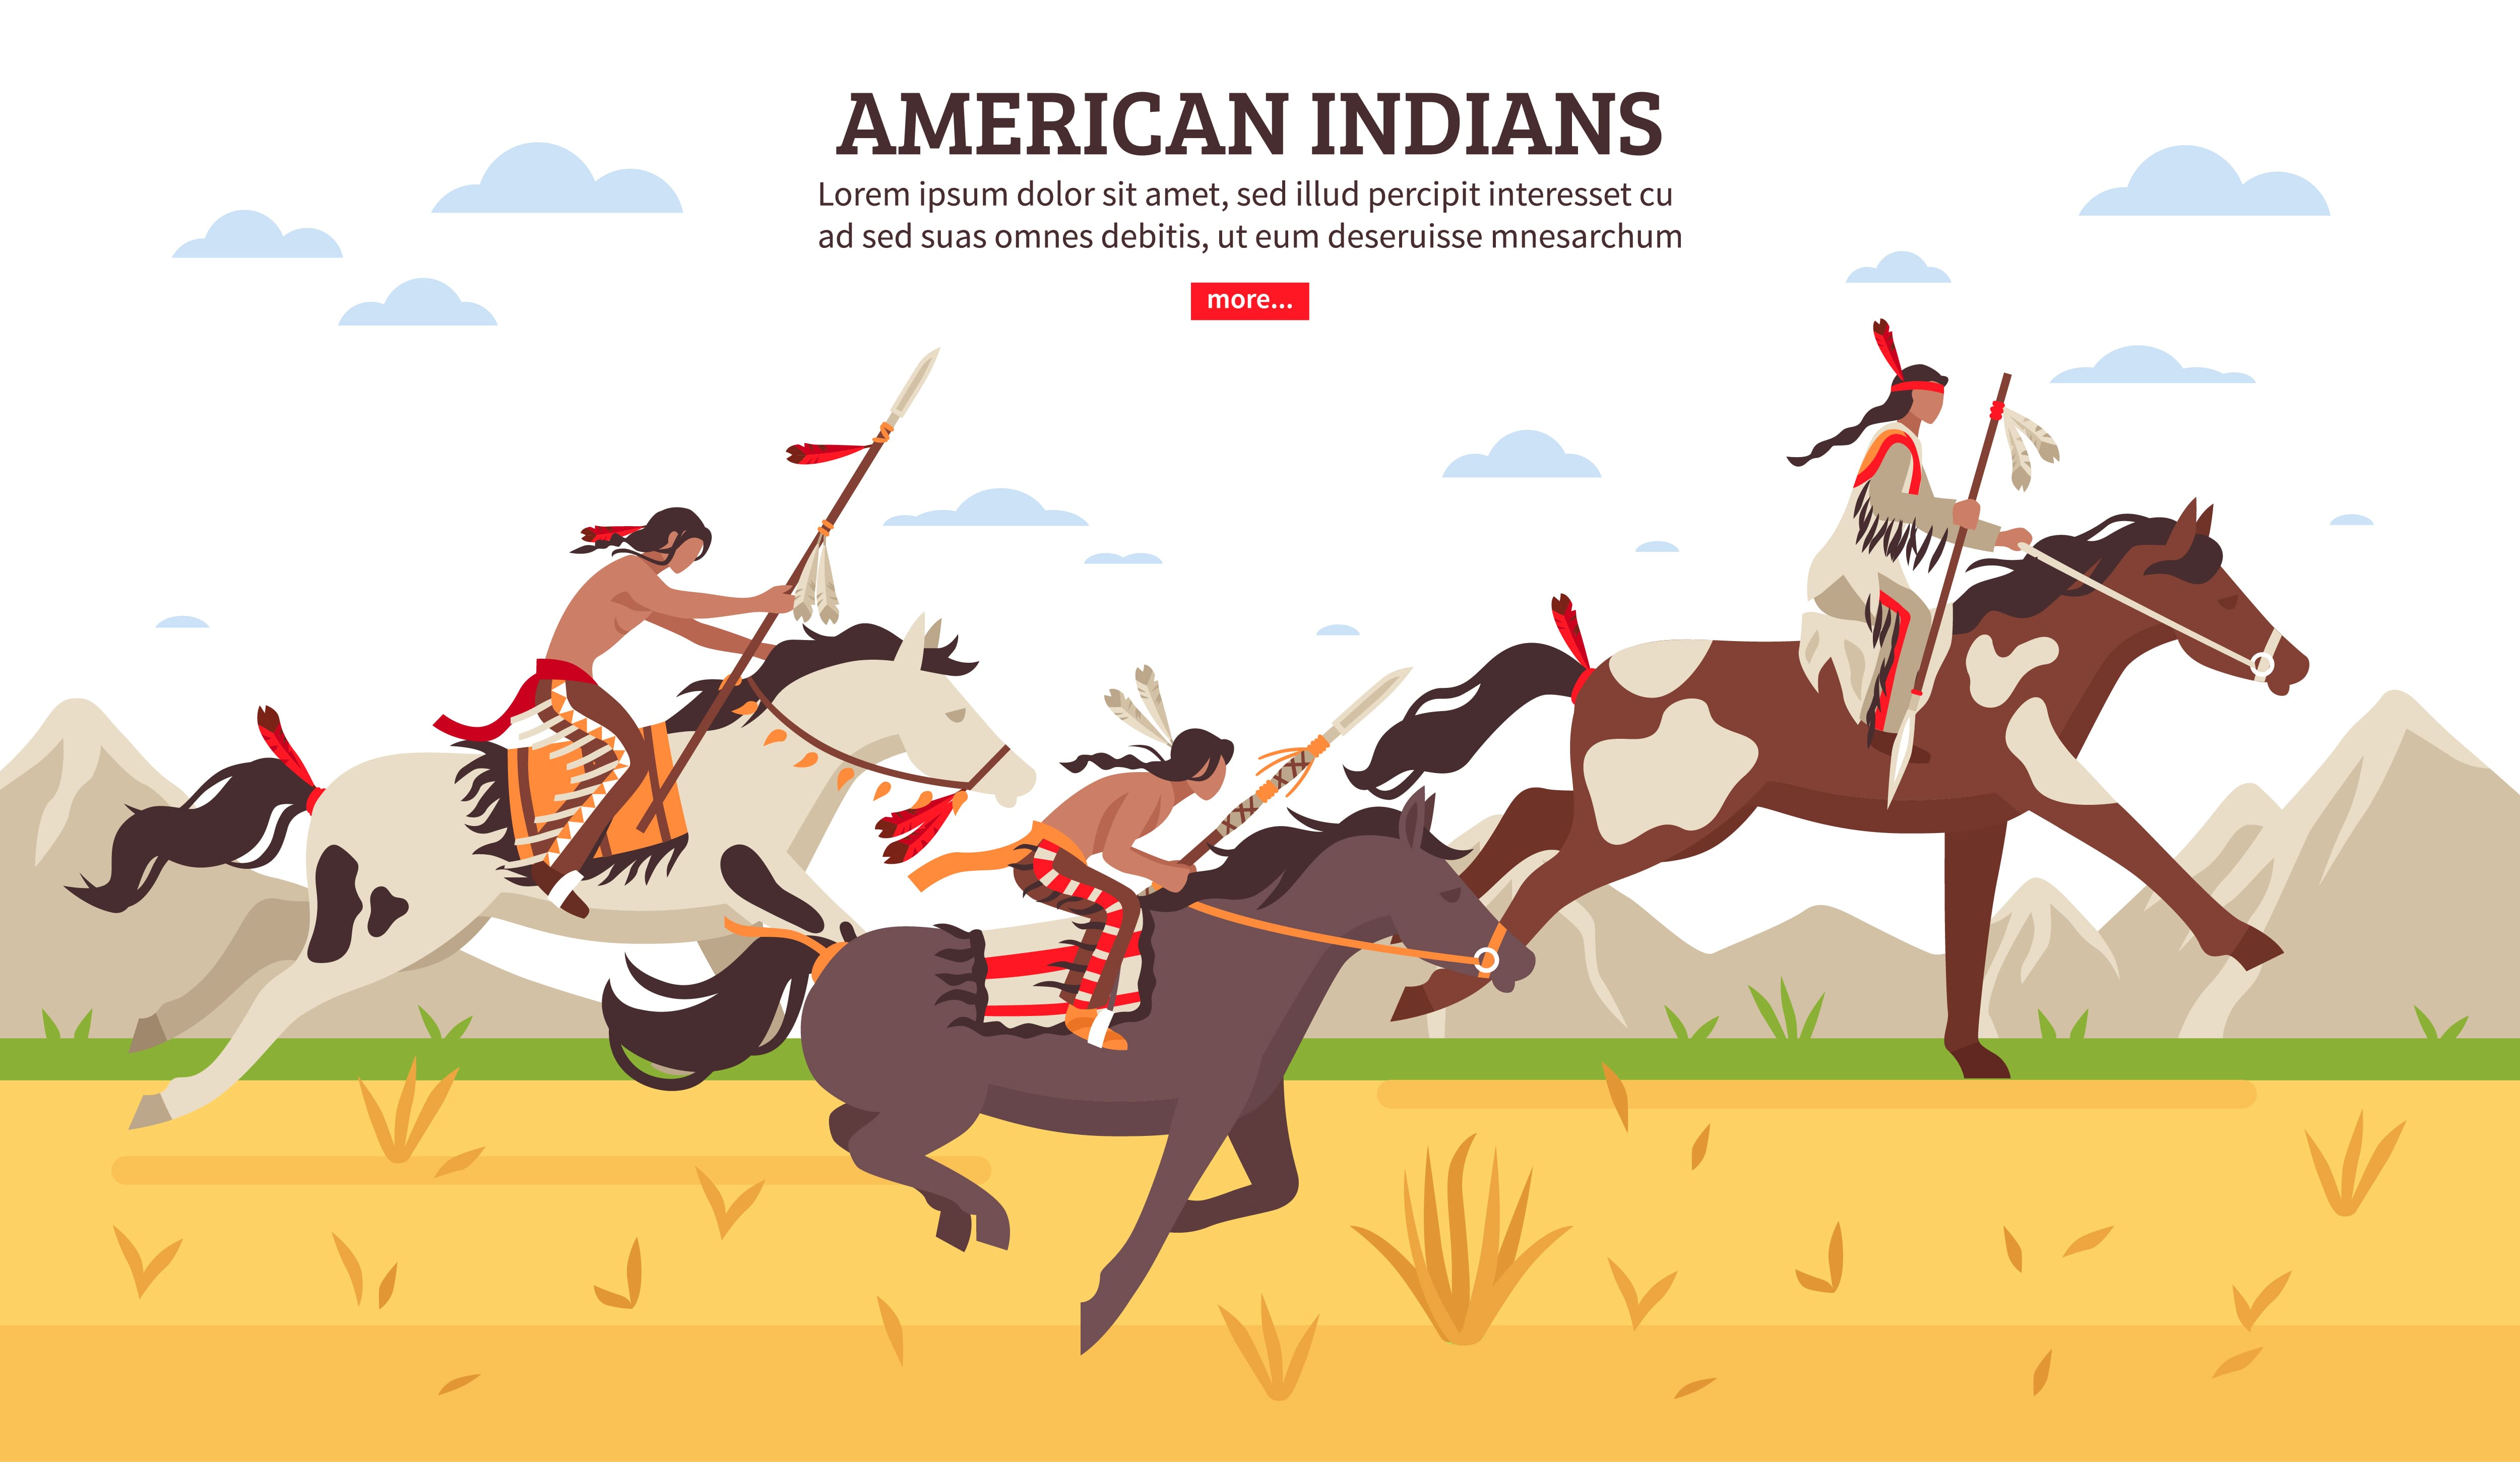 AMERICAN INDIANS
Lorem ipsum dolor sit amet, sed illud percipit interesset cu
ad sed suas omnes debitis, ut eum deseruisse mnesarchum
more...